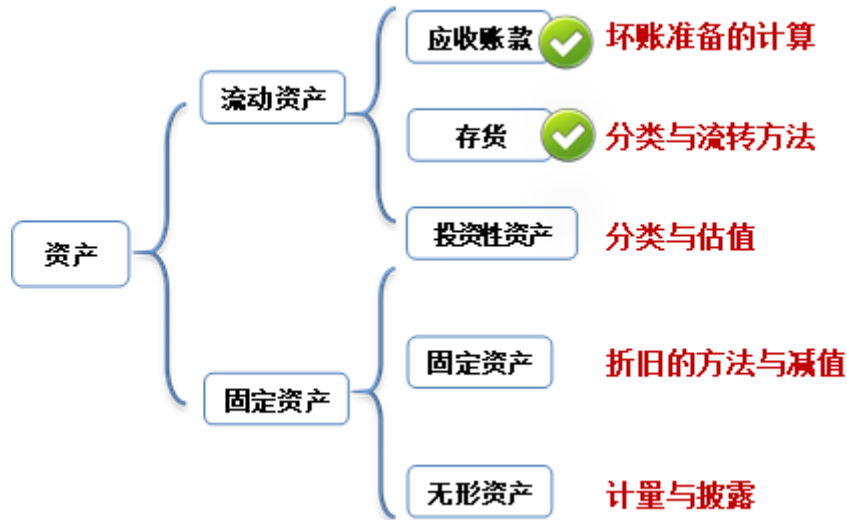 应收账款
坏账准备的计算
流动资产
存货
分类与流转方法
投资性资产
分类与估值
资产
固定资产
折旧的方法与减值
固定资产
无形资产
计量与披露